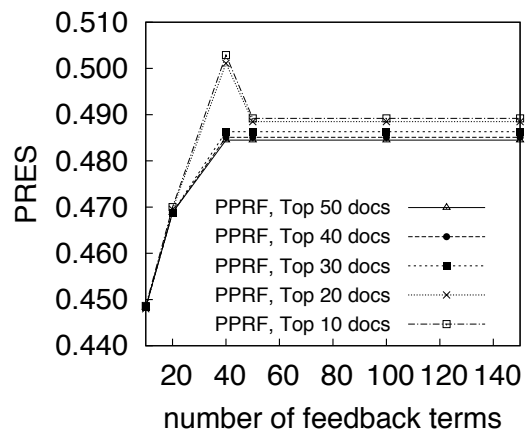 0.510
0.500
0.490
0.480
0.470
0.460
0.450
0.440
PRES
PPRF, Top 50 docs
PPRF, Top 40 docs
PPRF, Top 30 docs
PPRF, Top 20 docs
PPRF, Top 10 docs
20 40 60 80 100 120 140
number of feedback terms